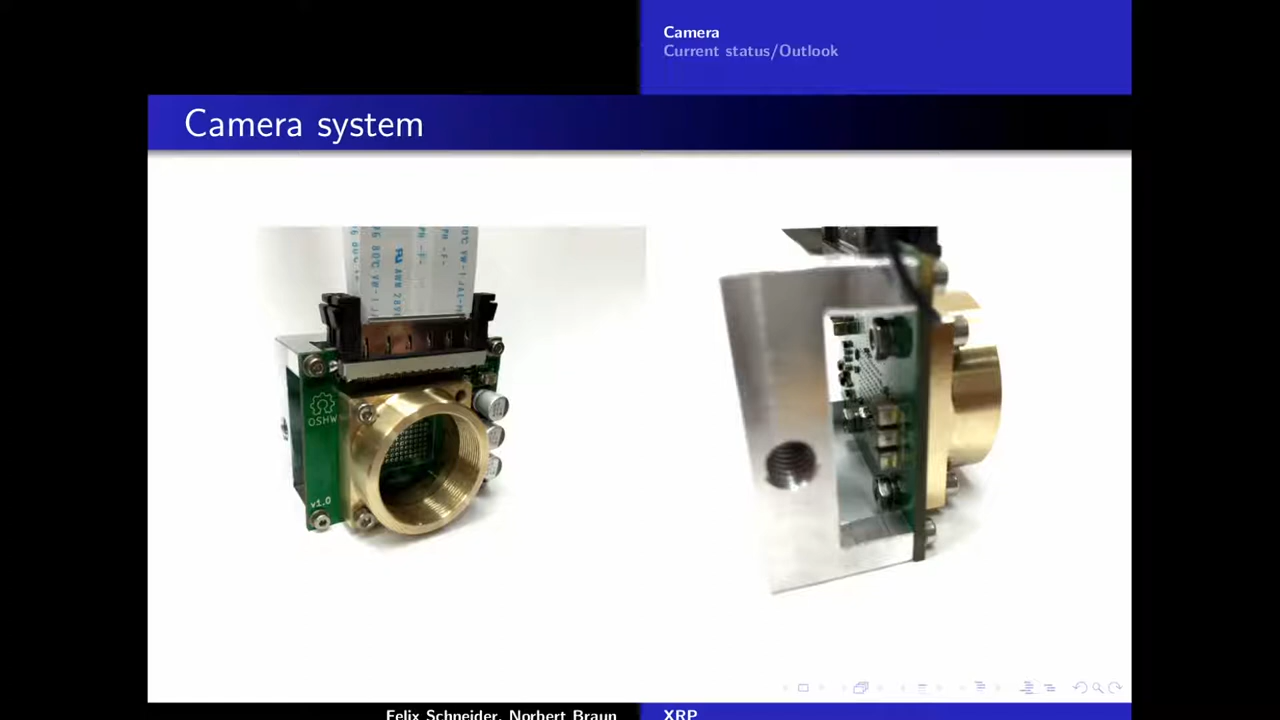 Camera
Current status/Outlook
Camera system
OSHW
v1.0
Felix Schneider, Norbert Braun
XRP